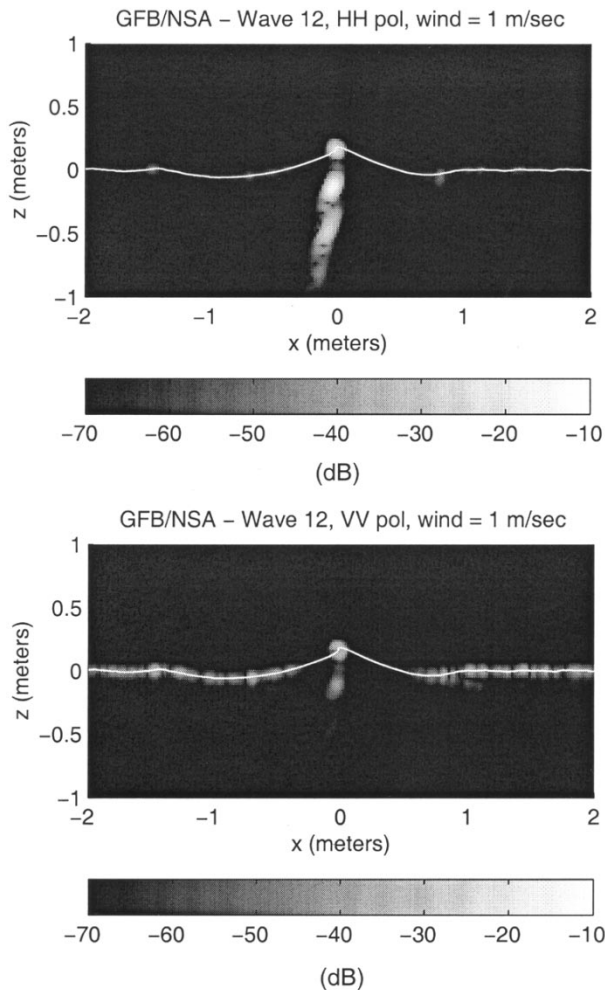 GFB/NSA − Wave 12, HH pol, wind = 1 m/sec
1
0.5
0
−0.5
−1
z (meters)
−2 −1 0 1 2
x (meters)
−70 −60 −50 −40 −30 −20 −10
(dB)
GFB/NSA − Wave 12, VV pol, wind = 1 m/sec
1
0.5
0
−0.5
−1
z (meters)
−2 −1 0 1 2
x (meters)
−70 −60 −50 −40 −30 −20 −10
(dB)